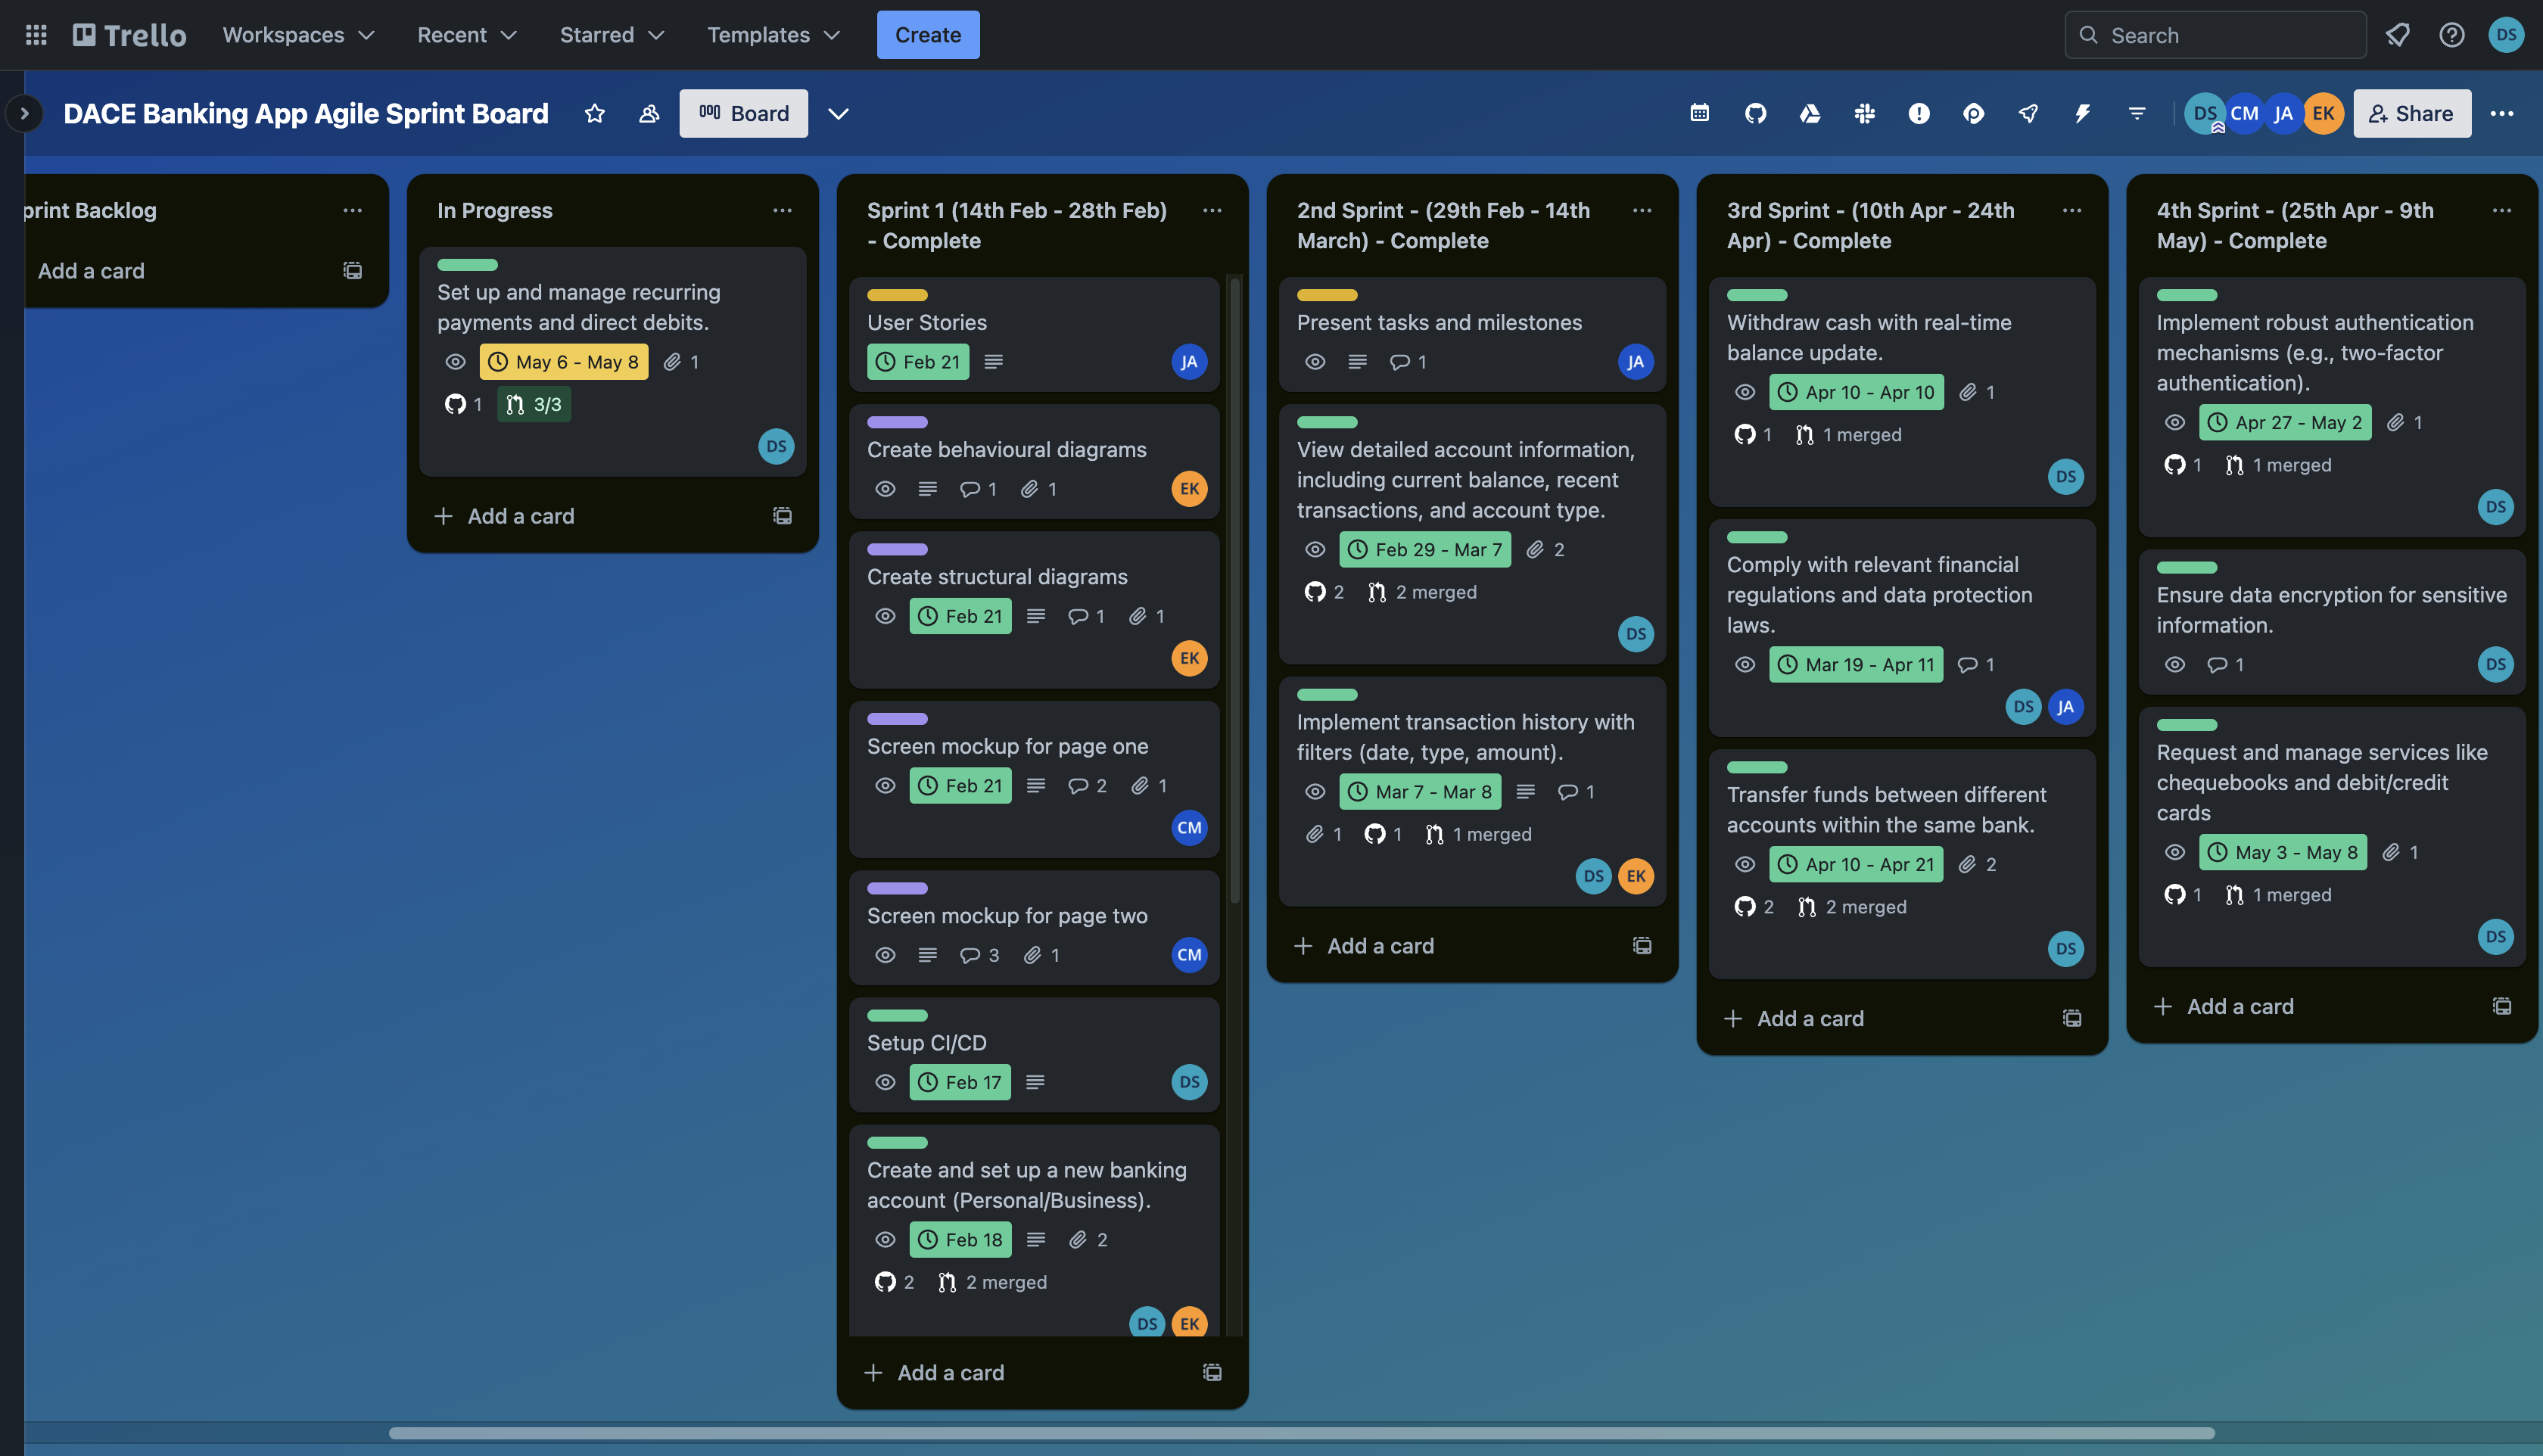 Trello
Workspaces
Recent
Starred
Templates
Create
Search
DS
DACE Banking App Agile Sprint Board
Board
DS
CM
JA
EK
Share
print Backlog
Add a card
In Progress
Set up and manage recurring
payments and direct debits.
May 6 - May 8
1
1
3/3
DS
Add a card
Sprint 1 (14th Feb - 28th Feb)
- Complete
User Stories
Feb 21
JA
Create behavioural diagrams
1
1
EK
Create structural diagrams
Feb 21
1
1
EK
Screen mockup for page one
Feb 21
2
1
CM
Screen mockup for page two
3
1
CM
Setup CI/CD
Feb 17
DS
Create and set up a new banking
account (Personal/Business).
Feb 18
2
2
2 merged
DS
EK
Add a card
2nd Sprint - (29th Feb - 14th
March) - Complete
Present tasks and milestones
1
JA
View detailed account information,
including current balance, recent
transactions, and account type.
Feb 29 - Mar 7
2
2
2 merged
DS
Implement transaction history with
filters (date, type, amount).
Mar 7 - Mar 8
1
1
1
1 merged
DS
EK
Add a card
3rd Sprint - (10th Apr - 24th
Apr) - Complete
Withdraw cash with real-time
balance update.
Apr 10 - Apr 10
1
1
1 merged
DS
Comply with relevant financial
regulations and data protection
laws.
Mar 19 - Apr 11
1
DS
JA
Transfer funds between different
accounts within the same bank.
Apr 10 - Apr 21
2
2
2 merged
DS
Add a card
4th Sprint - (25th Apr - 9th
May) - Complete
Implement robust authentication
mechanisms (e.g., two-factor
authentication).
Apr 27 - May 2
1
1
1 merged
DS
Ensure data encryption for sensitive
information.
1
DS
Request and manage services like
chequebooks and debit/credit
cards
May 3 - May 8
1
1
1 merged
DS
Add a card